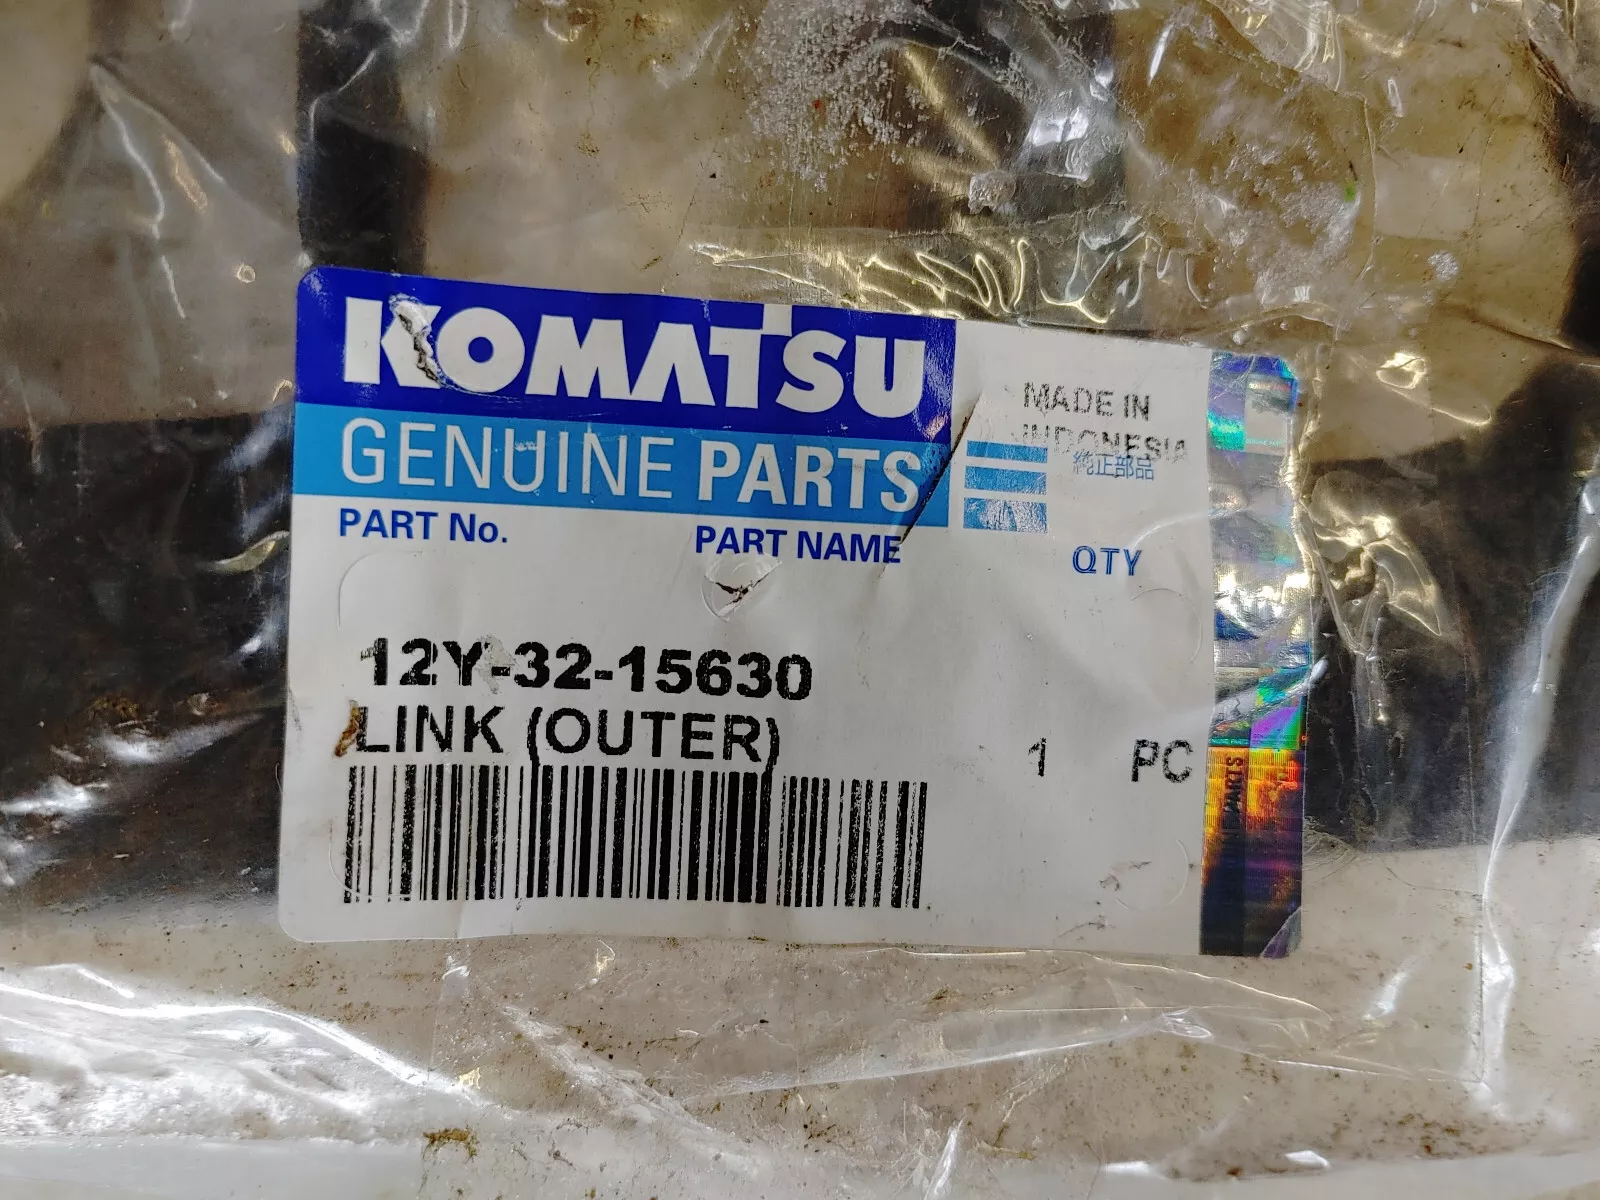 KOMATSU
GENUINE PARTS
MADE IN
INDONESIA
純正部品
PART No.
PART NAME
QTY
12Y-32-15630
LINK (OUTER)
1 PC
PARTS